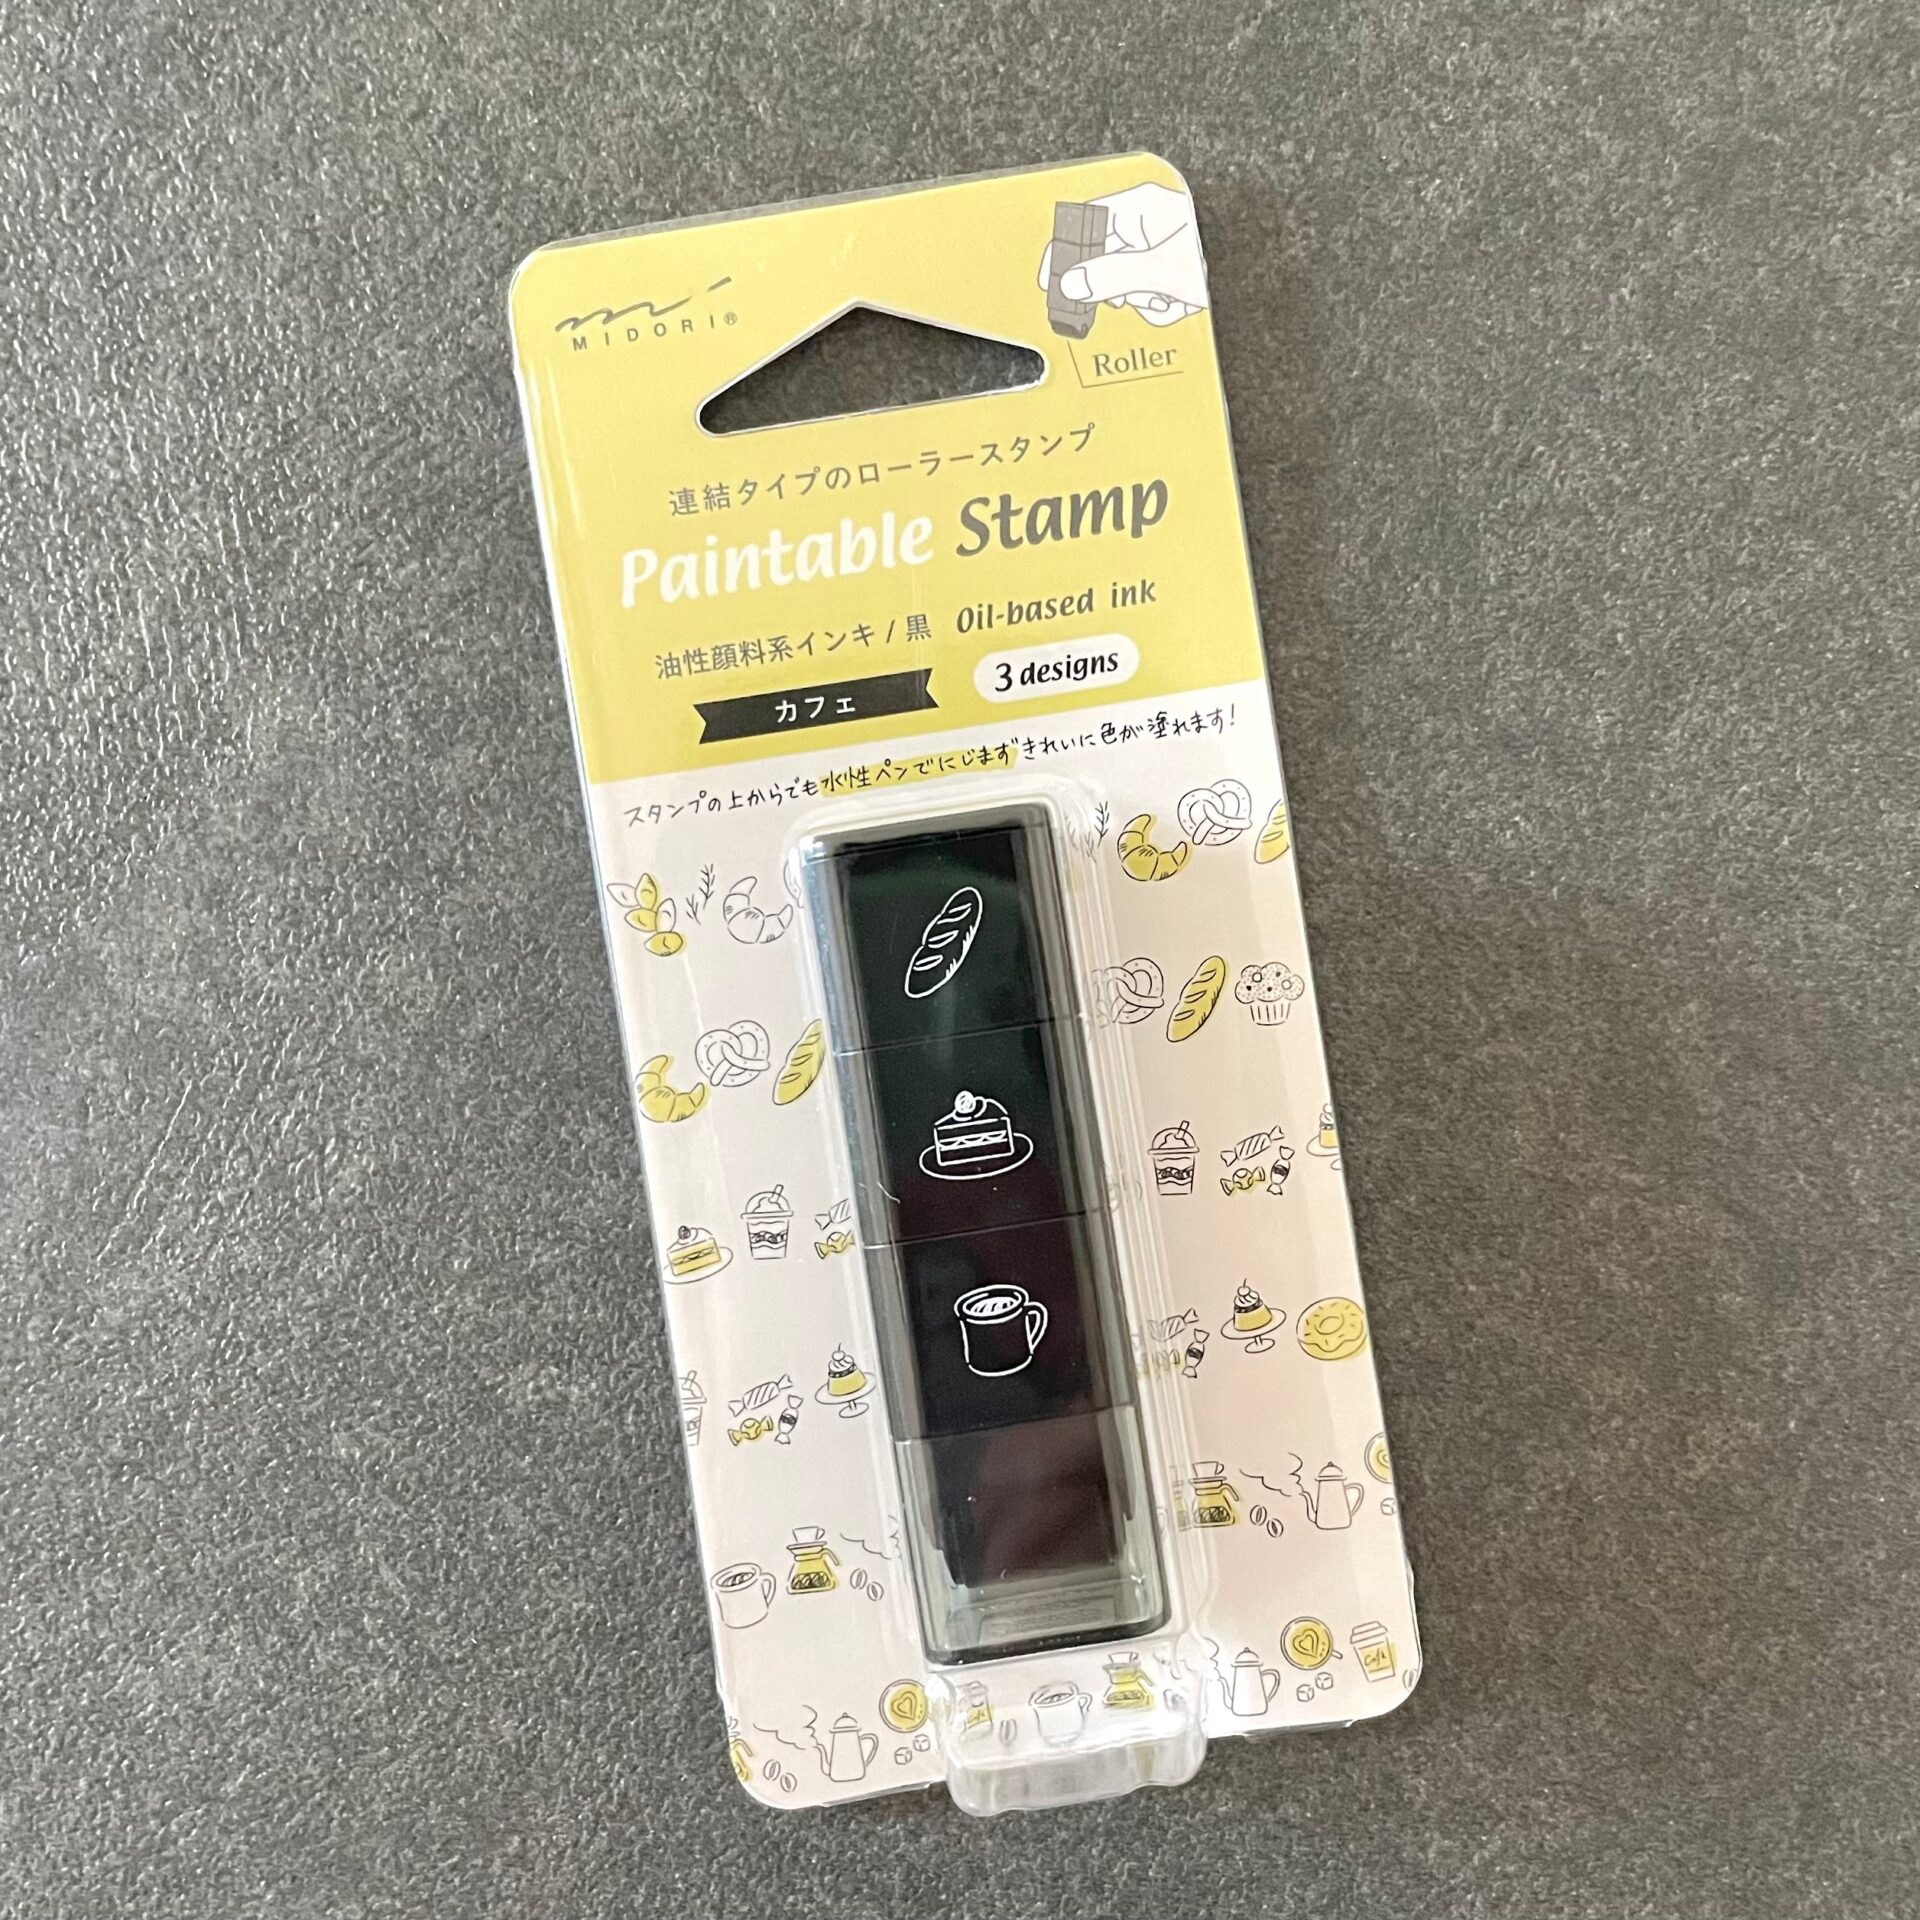 MIDORI®
Roller
連結タイプのローラースタンプ
Paintable Stamp
油性顔料系インキ / 黒 Oil-based ink
カフェ 3 designs
スタンプの上からでも水性ペンでにじまずきれいに色が塗れます!